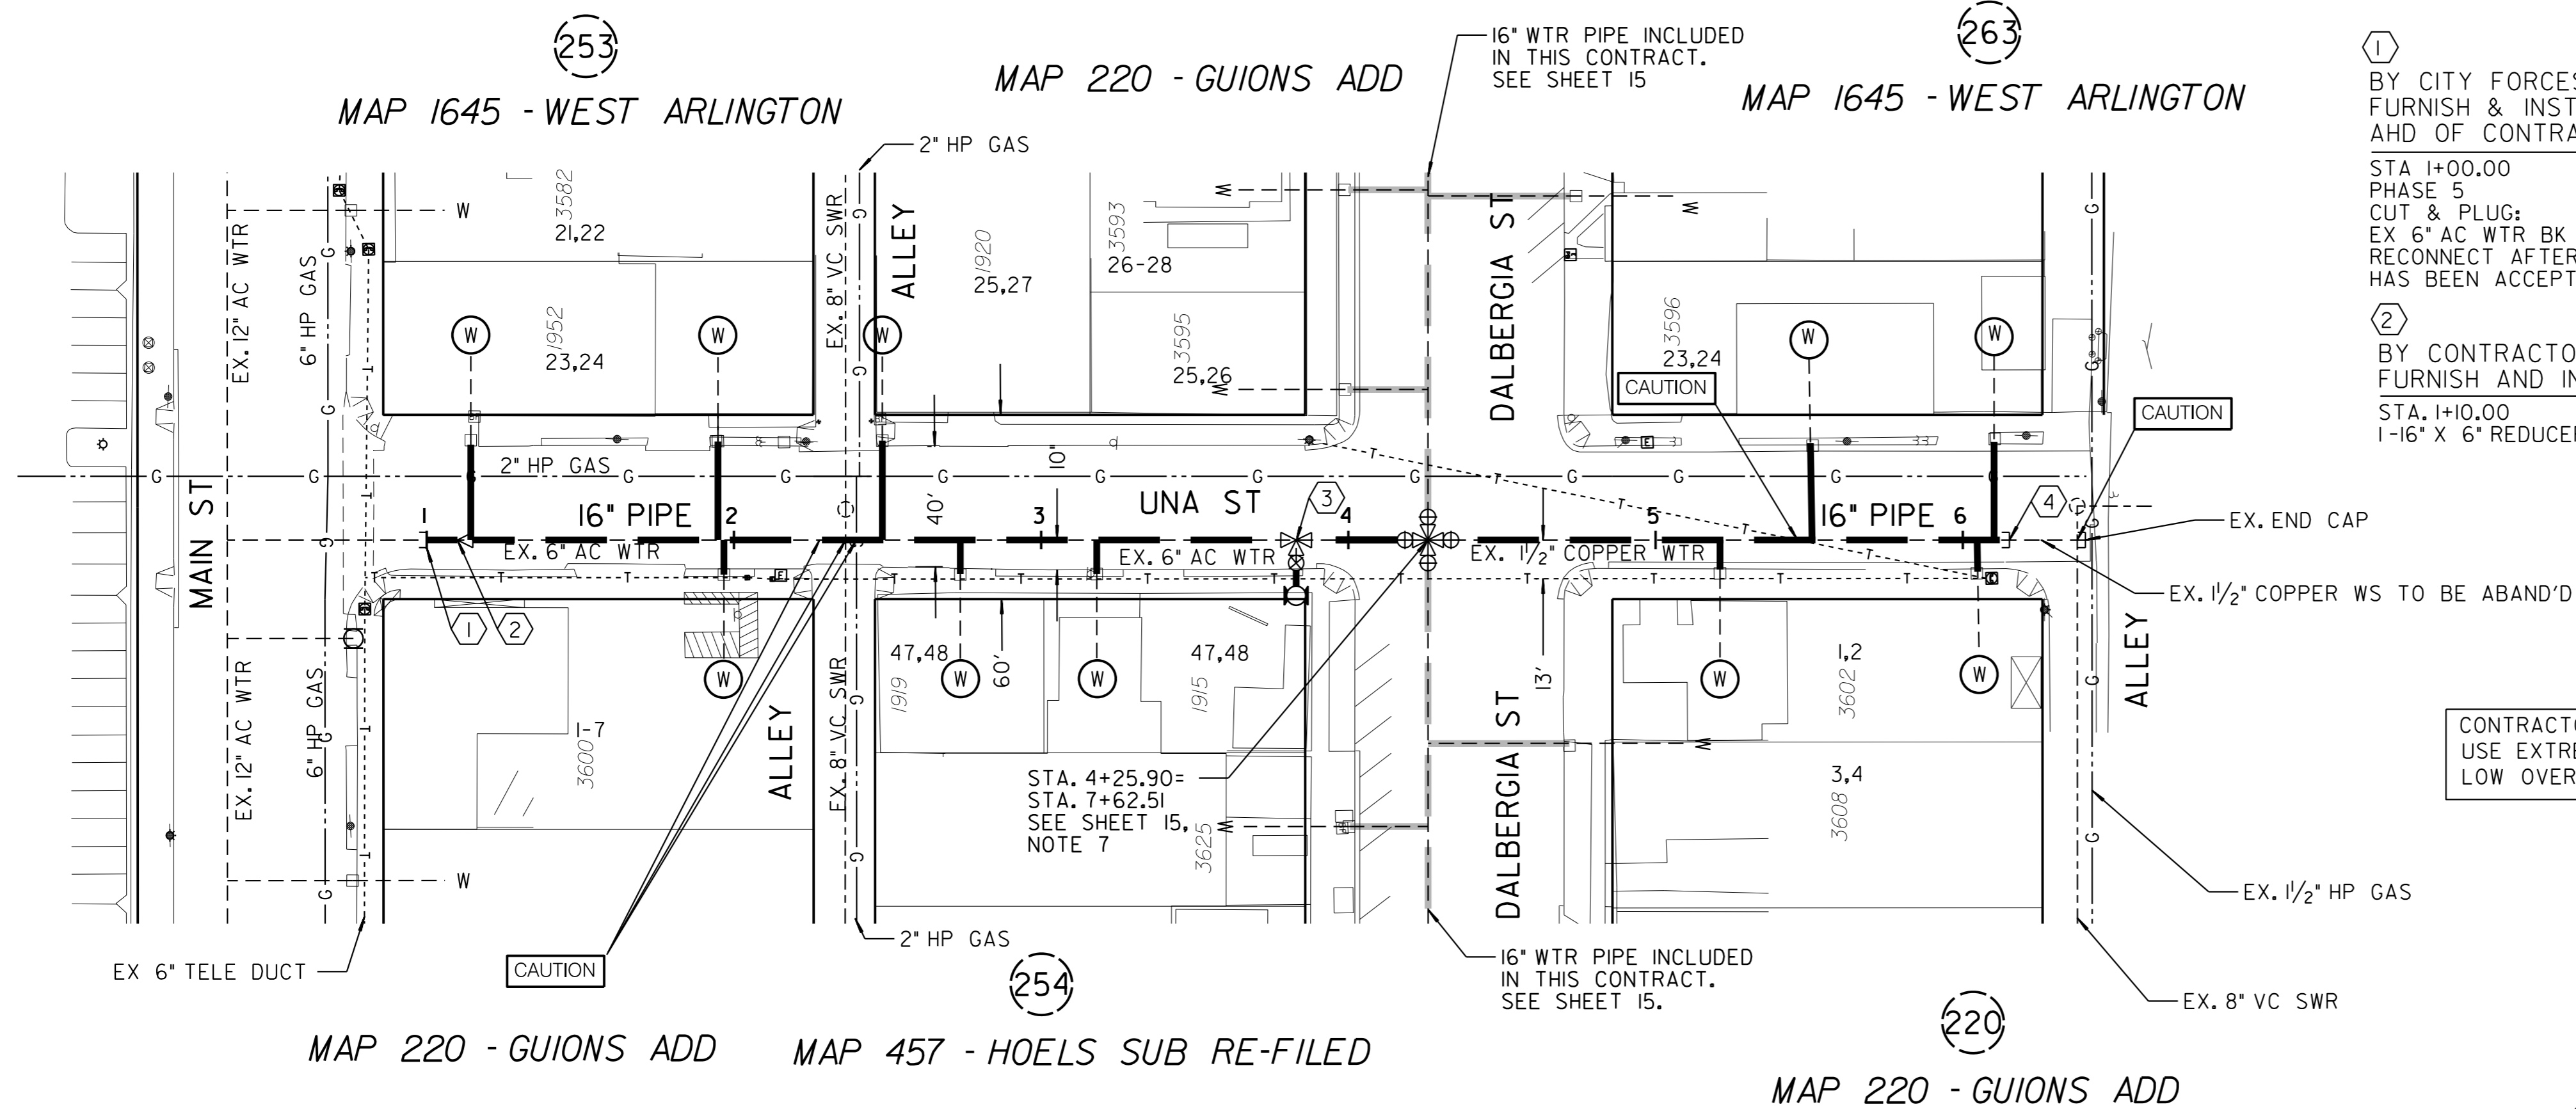 253
MAP 1645 - WEST ARLINGTON
MAP 220 - GUIONS ADD
16" WTR PIPE INCLUDED
IN THIS CONTRACT.
SEE SHEET 15
263
MAP 1645 - WEST ARLINGTON
1
BY CITY FORCES
FURNISH & INST
AHD OF CONTRA
STA 1+00.00
PHASE 5
CUT & PLUG:
EX 6" AC WTR BK
RECONNECT AFTER
HAS BEEN ACCEPT
2
BY CONTRACTO
FURNISH AND IN
STA. 1+10.00
1-16" X 6" REDUCER
2" HP GAS
EX. 12" AC WTR
6" HP GAS
W
3582
21,22
1952
23,24
W
W
EX. 8" VC SWR
ALLEY
W
1920
25,27
3593
26-28
3595
25,26
W
W
DALBERGIA ST
W
3596
23,24
CAUTION
W
W
CAUTION
G
2" HP GAS
G
G
G
G
G
MAIN ST
16" PIPE
1
2
3
4
5
6
EX. 6" AC WTR
40'
10"
UNA ST
EX. 6" AC WTR
3
EX. 1 1/2" COPPER WTR
16" PIPE
4
EX. END CAP
EX. 1 1/2" COPPER WS TO BE ABAND'D
T
T
T
T
E
E
1
2
EX. 12" AC WTR
6" HP GAS
W
1-7
3600
ALLEY
EX. 8" VC SWR
47,48
1919
W
60'
W
47,48
1915
13'
DALBERGIA ST
W
1,2
3602
W
ALLEY
STA. 4+25.90=
STA. 7+62.51
SEE SHEET 15,
NOTE 7
3625
W
W
3,4
3608
CONTRACTO
USE EXTRE
LOW OVER
W
EX. 1 1/2" HP GAS
EX 6" TELE DUCT
CAUTION
2" HP GAS
254
16" WTR PIPE INCLUDED
IN THIS CONTRACT.
SEE SHEET 15.
EX. 8" VC SWR
220
MAP 220 - GUIONS ADD
MAP 457 - HOELS SUB RE-FILED
MAP 220 - GUIONS ADD